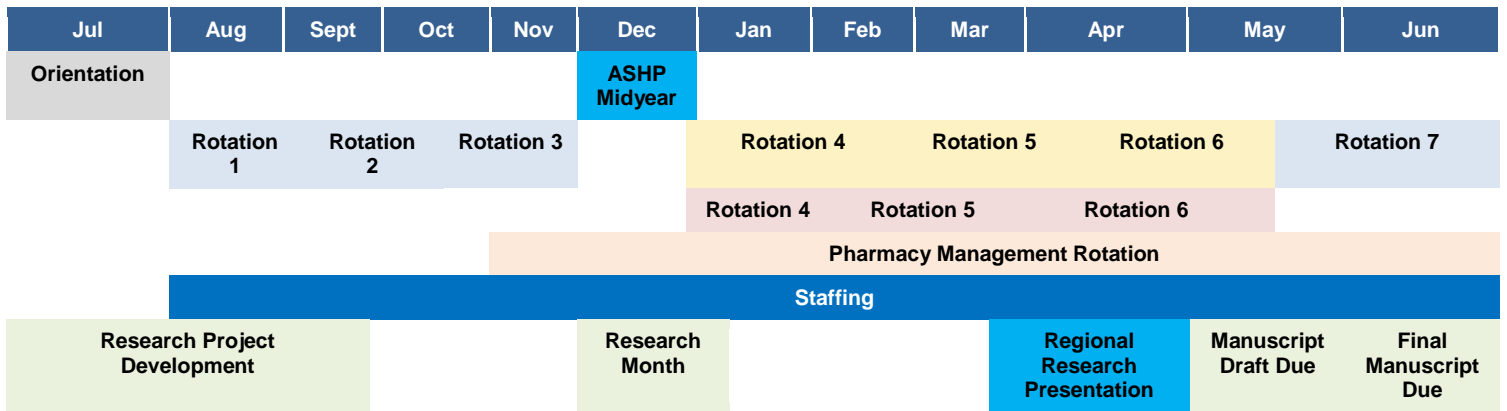 Jul Aug Sept Oct Nov Dec Jan Feb Mar Apr May Jun
Orientation ASHP
Midyear
Rotation Rotation Rotation 3 Rotation 4 Rotation 5 Rotation 6 Rotation 7
1 2
Rotation 4 Rotation 5 Rotation 6
Pharmacy Management Rotation
Staffing
Research Project Research Regional Manuscript Final
Development Month Research Draft Due Manuscript
Presentation Due